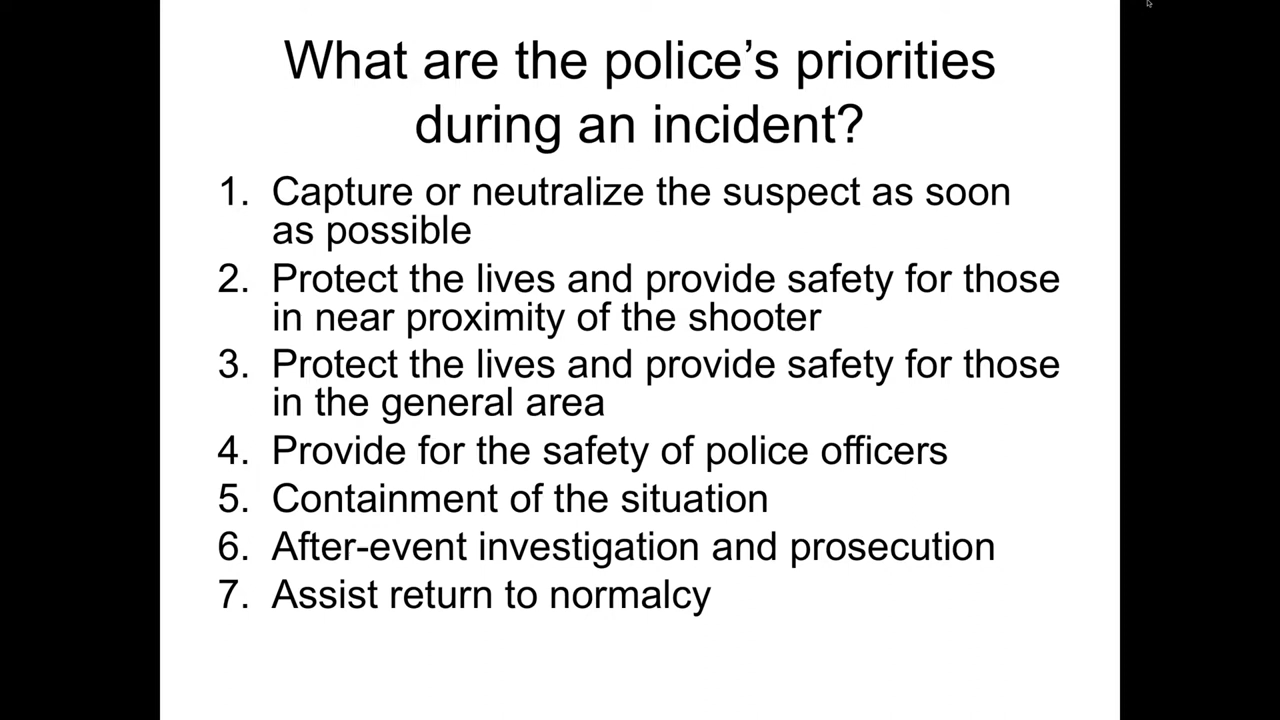 What are the police’s priorities
during an incident?
1. Capture or neutralize the suspect as soon
as possible
2. Protect the lives and provide safety for those
in near proximity of the shooter
3. Protect the lives and provide safety for those
in the general area
4. Provide for the safety of police officers
5. Containment of the situation
6. After-event investigation and prosecution
7. Assist return to normalcy